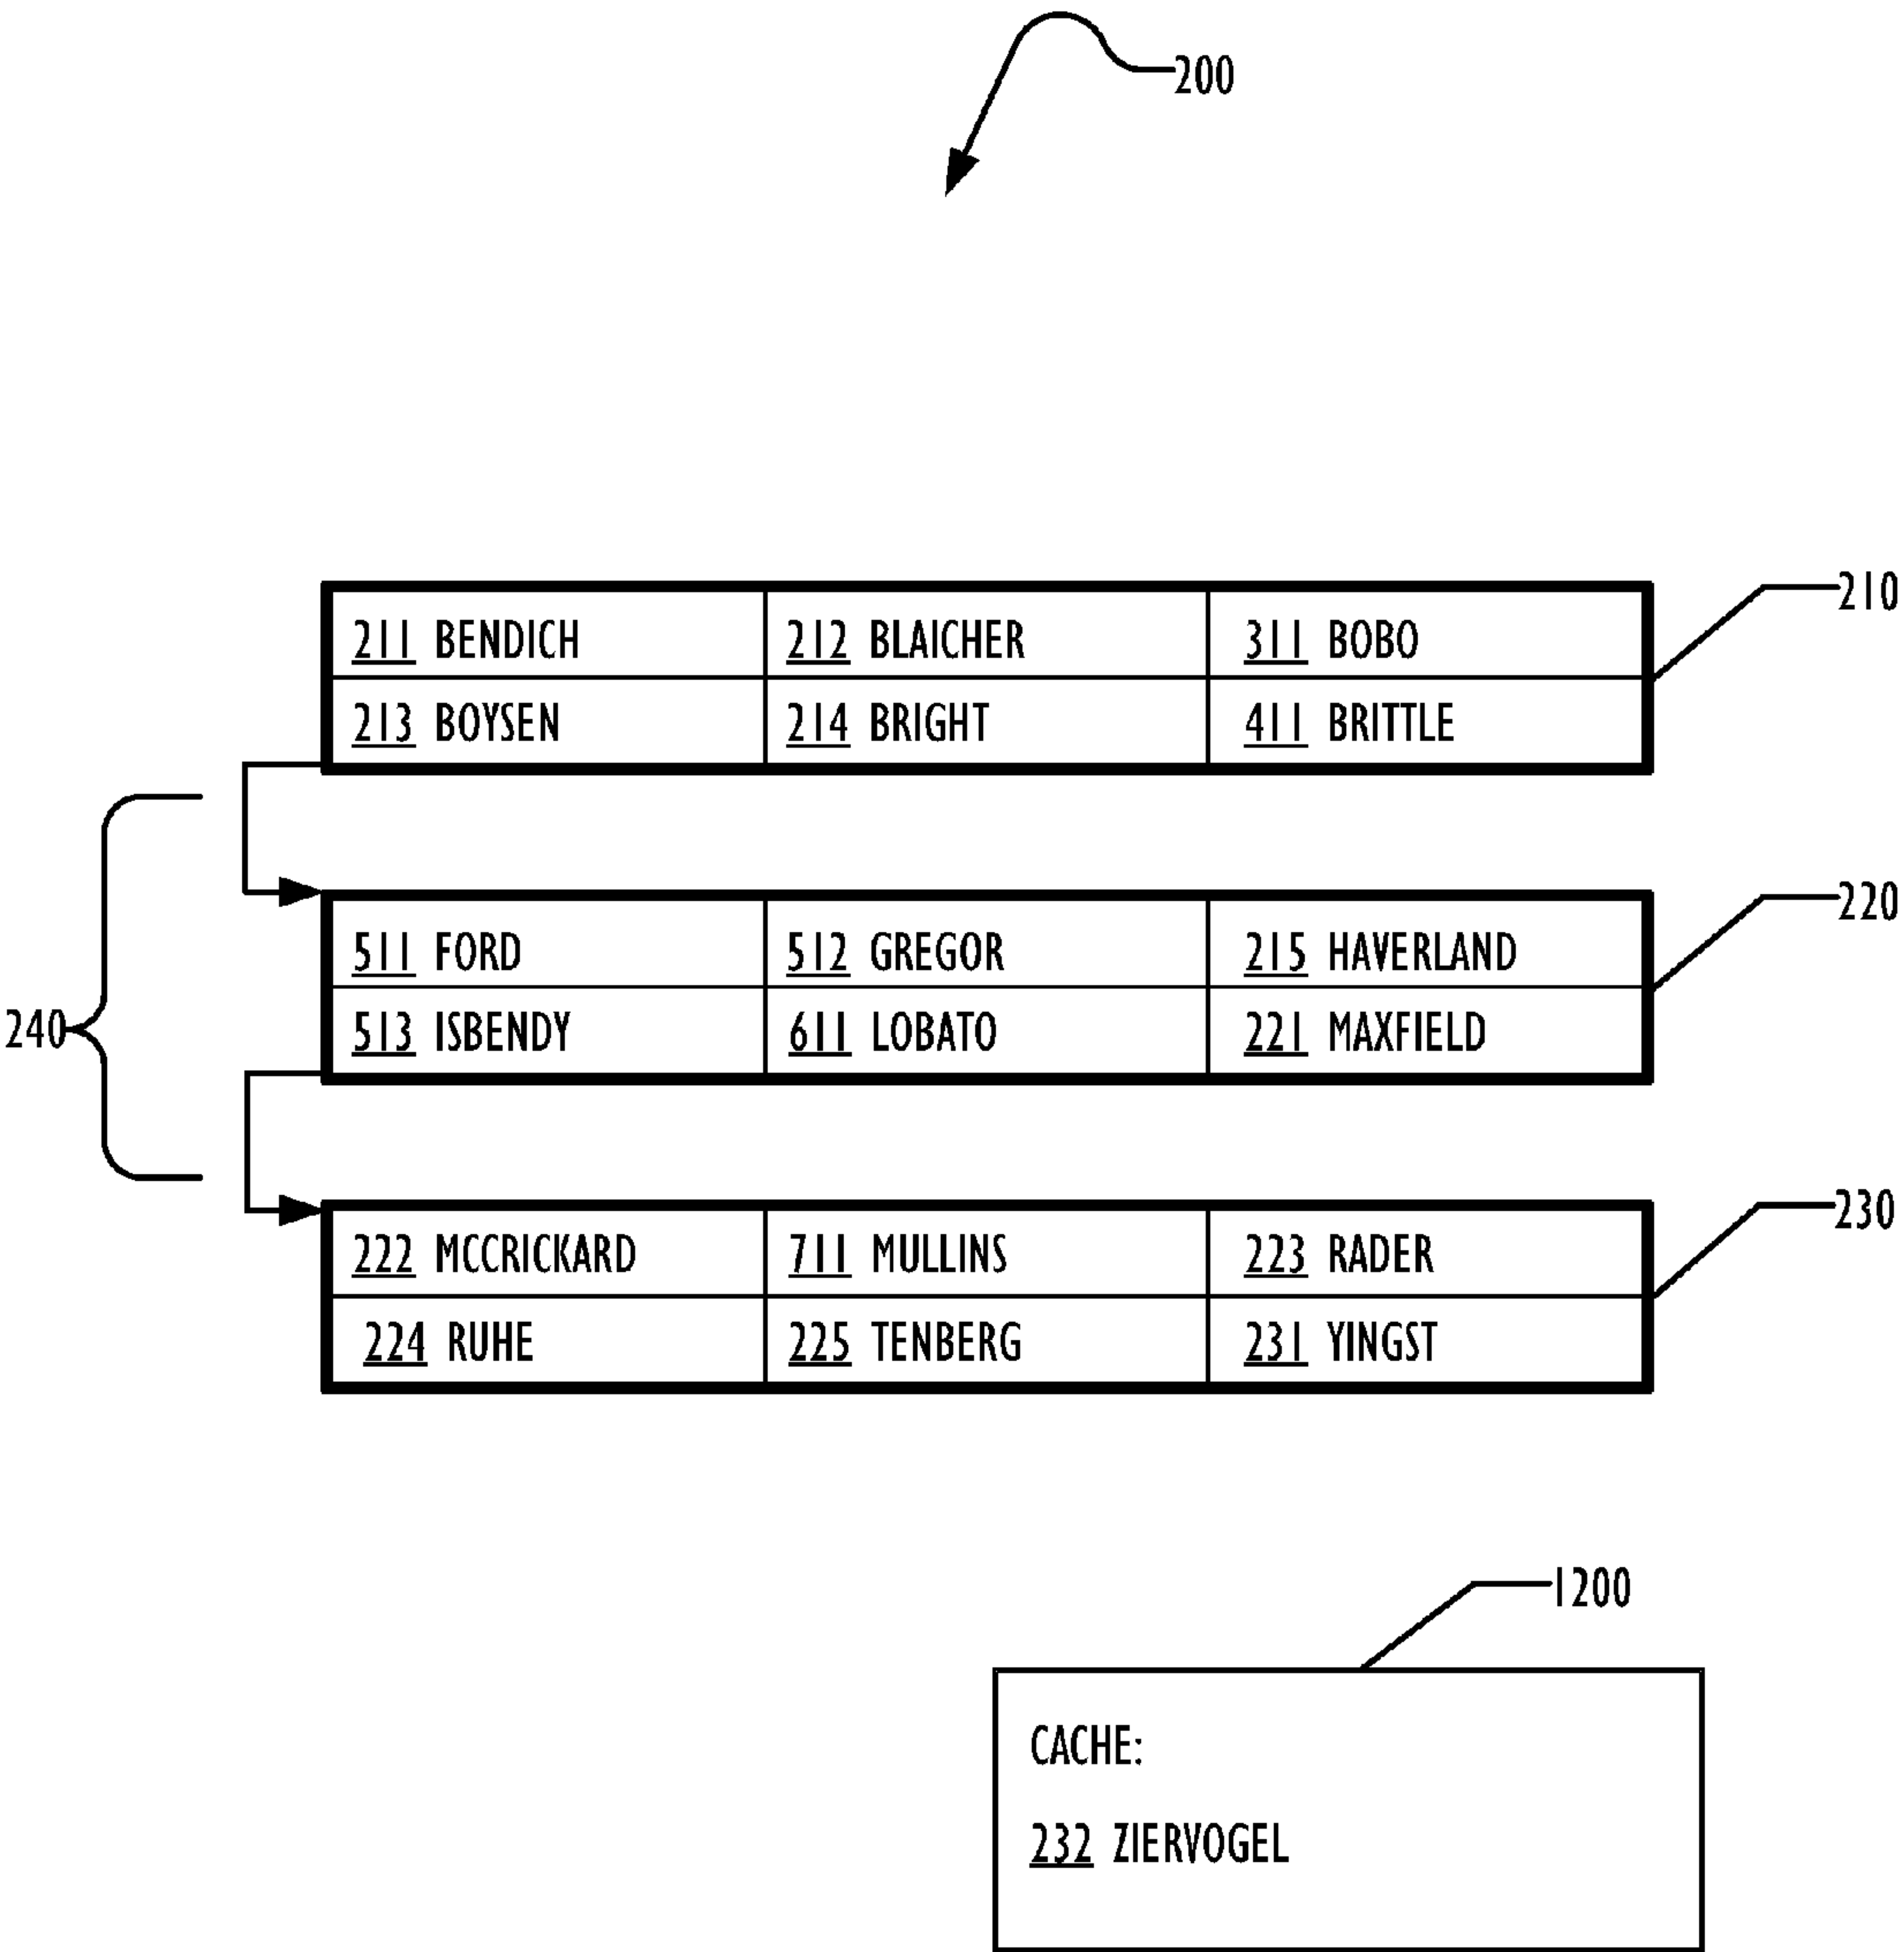 200
210
211 BENDICH 212 BLAICHER 311 BOBO
213 BOYSEN 214 BRIGHT 411 BRITTLE
220
511 FORD 512 GREGOR 215 HAVERLAND
240
513 ISBENDY 611 LOBATO 221 MAXFIELD
230
222 MCCRICKARD 711 MULLINS 223 RADER
224 RUHE 225 TENBERG 231 YINGST
1200
CACHE:
232 ZIERVOGEL